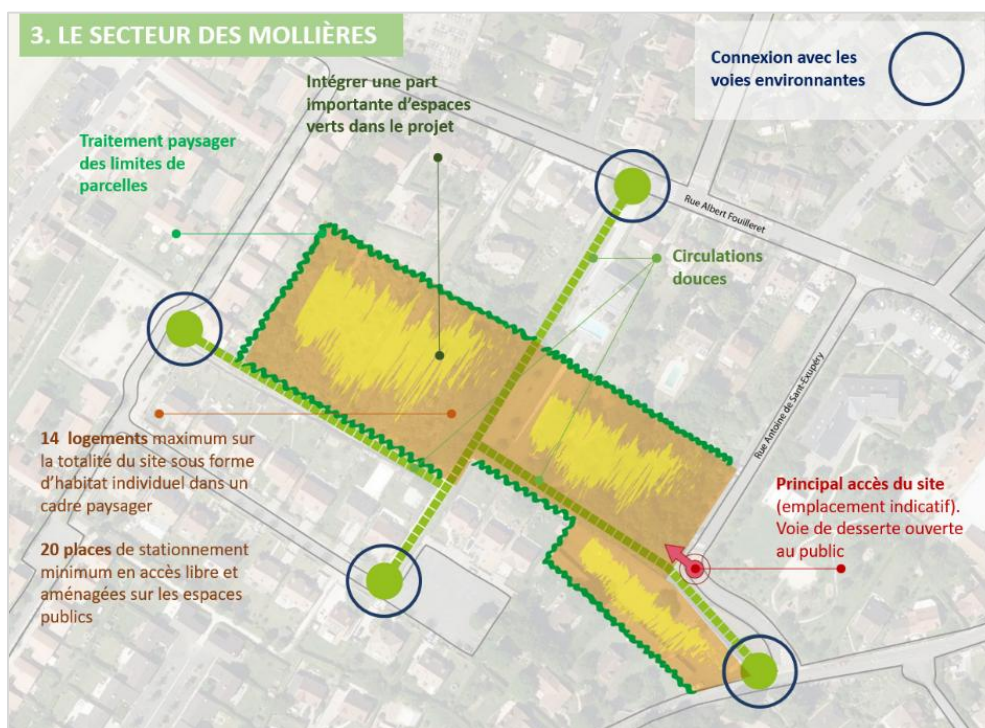 3. LE SECTEUR DES MOLLIÈRES
Connexion avec les
voies environnantes
Intégrer une part
importante d'espaces
verts dans le projet
Traitement paysager
des limites de
parcelles
Rue Albert Fouilleret
Circulations
douces
Rue Antoine de Sant-Exupéry
14 logements maximum sur
la totalité du site sous forme
d'habitat individuel dans un
cadre paysager
20 places de stationnement
minimum en accès libre et
aménagées sur les espaces
publics
Principal accès du site
(emplacement indicatif).
Voie de desserte ouverte
au public